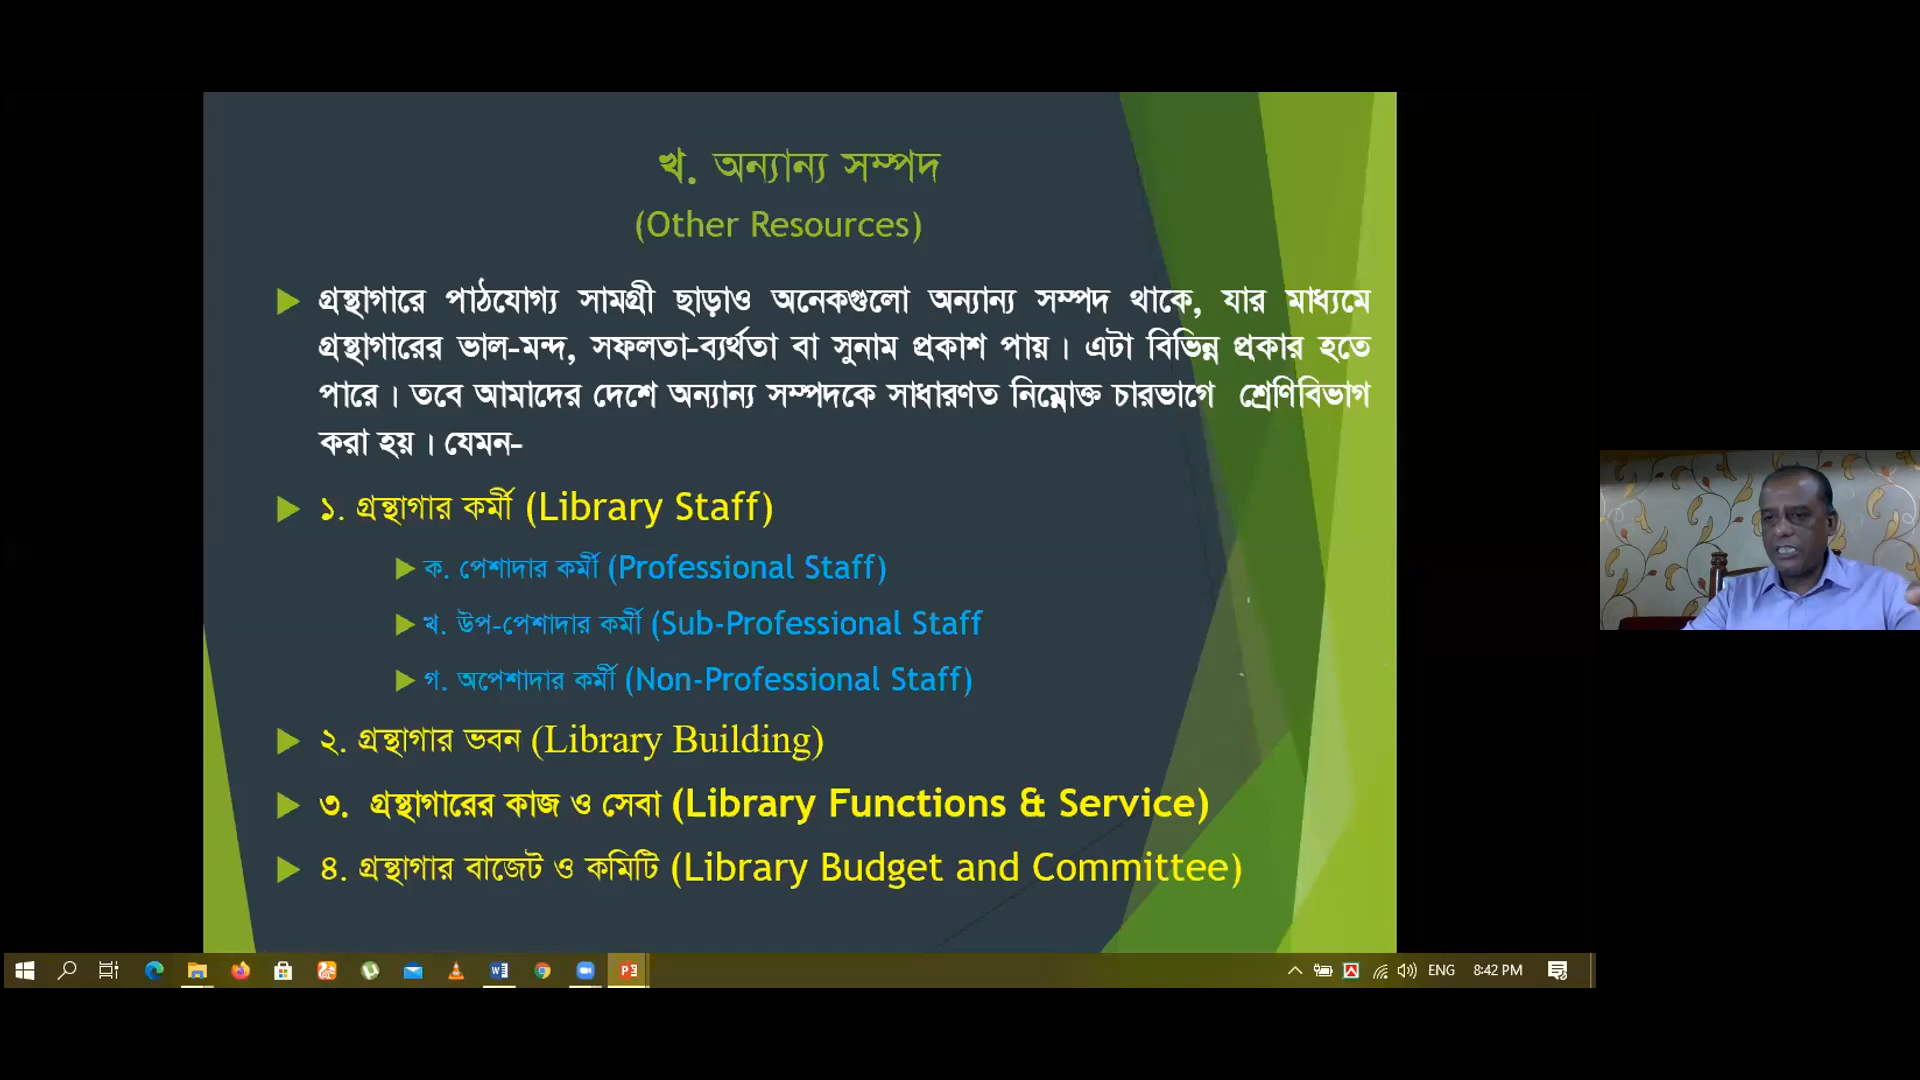 খ. অন্যান্য সম্পদ
(Other Resources)
গ্রন্থাগারে পাঠযোগ্য সামগ্রী ছাড়াও অনেকগুলো অন্যান্য সম্পদ থাকে, যার মাধ্যমে
গ্রন্থাগারের ভাল-মন্দ, সফলতা-ব্যর্থতা বা সুনাম প্রকাশ পায়। এটা বিভিন্ন প্রকার হতে
পারে। তবে আমাদের দেশে অন্যান্য সম্পদকে সাধারণত নিম্নোক্ত চারভাগে শ্রেণিবিভাগ
করা হয়। যেমন-
১. গ্রন্থাগার কর্মী (Library Staff)
ক. পেশাদার কর্মী (Professional Staff)
খ. উপ-পেশাদার কর্মী (Sub-Professional Staff
গ. অপেশাদার কর্মী (Non-Professional Staff)
২. গ্রন্থাগার ভবন (Library Building)
৩. গ্রন্থাগারের কাজ ও সেবা (Library Functions & Service)
৪. গ্রন্থাগার বাজেট ও কমিটি (Library Budget and Committee)
ENG 8:42 PM